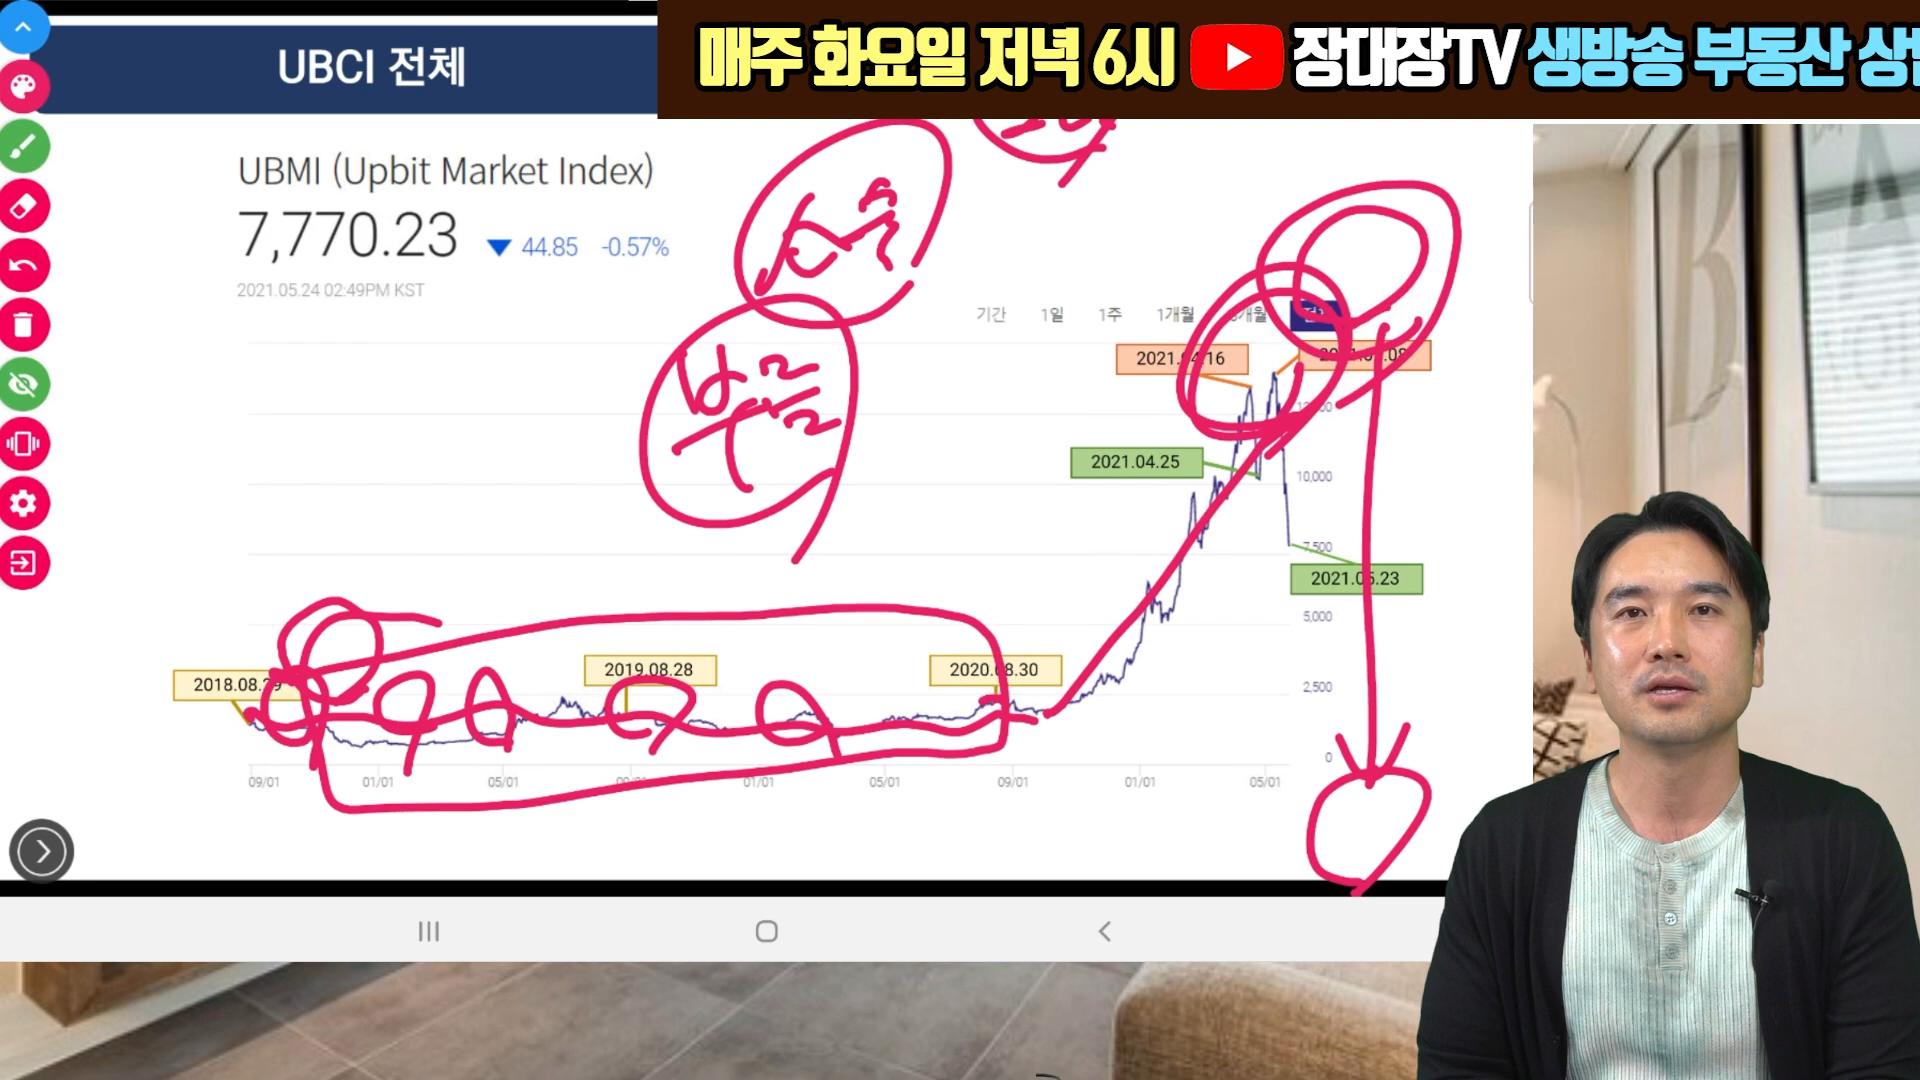 매주 화요일 저녁 6시 장대장TV 생방송 부동산 상
UBCI 전체
UBMI (Upbit Market Index)
7,770.23 ▼ 44.85 -0.57%
2021.05.24 02:49PM KST
기간 1일 1주 1개월
2021.04.16
2021.04.25
10,000
7,500
2021.05.23
5,000
2019.08.28
2020.08.30
2018.08.29
2,500
0
09/01 01/01 05/01 01/01 05/01 09/01 01/01 05/01